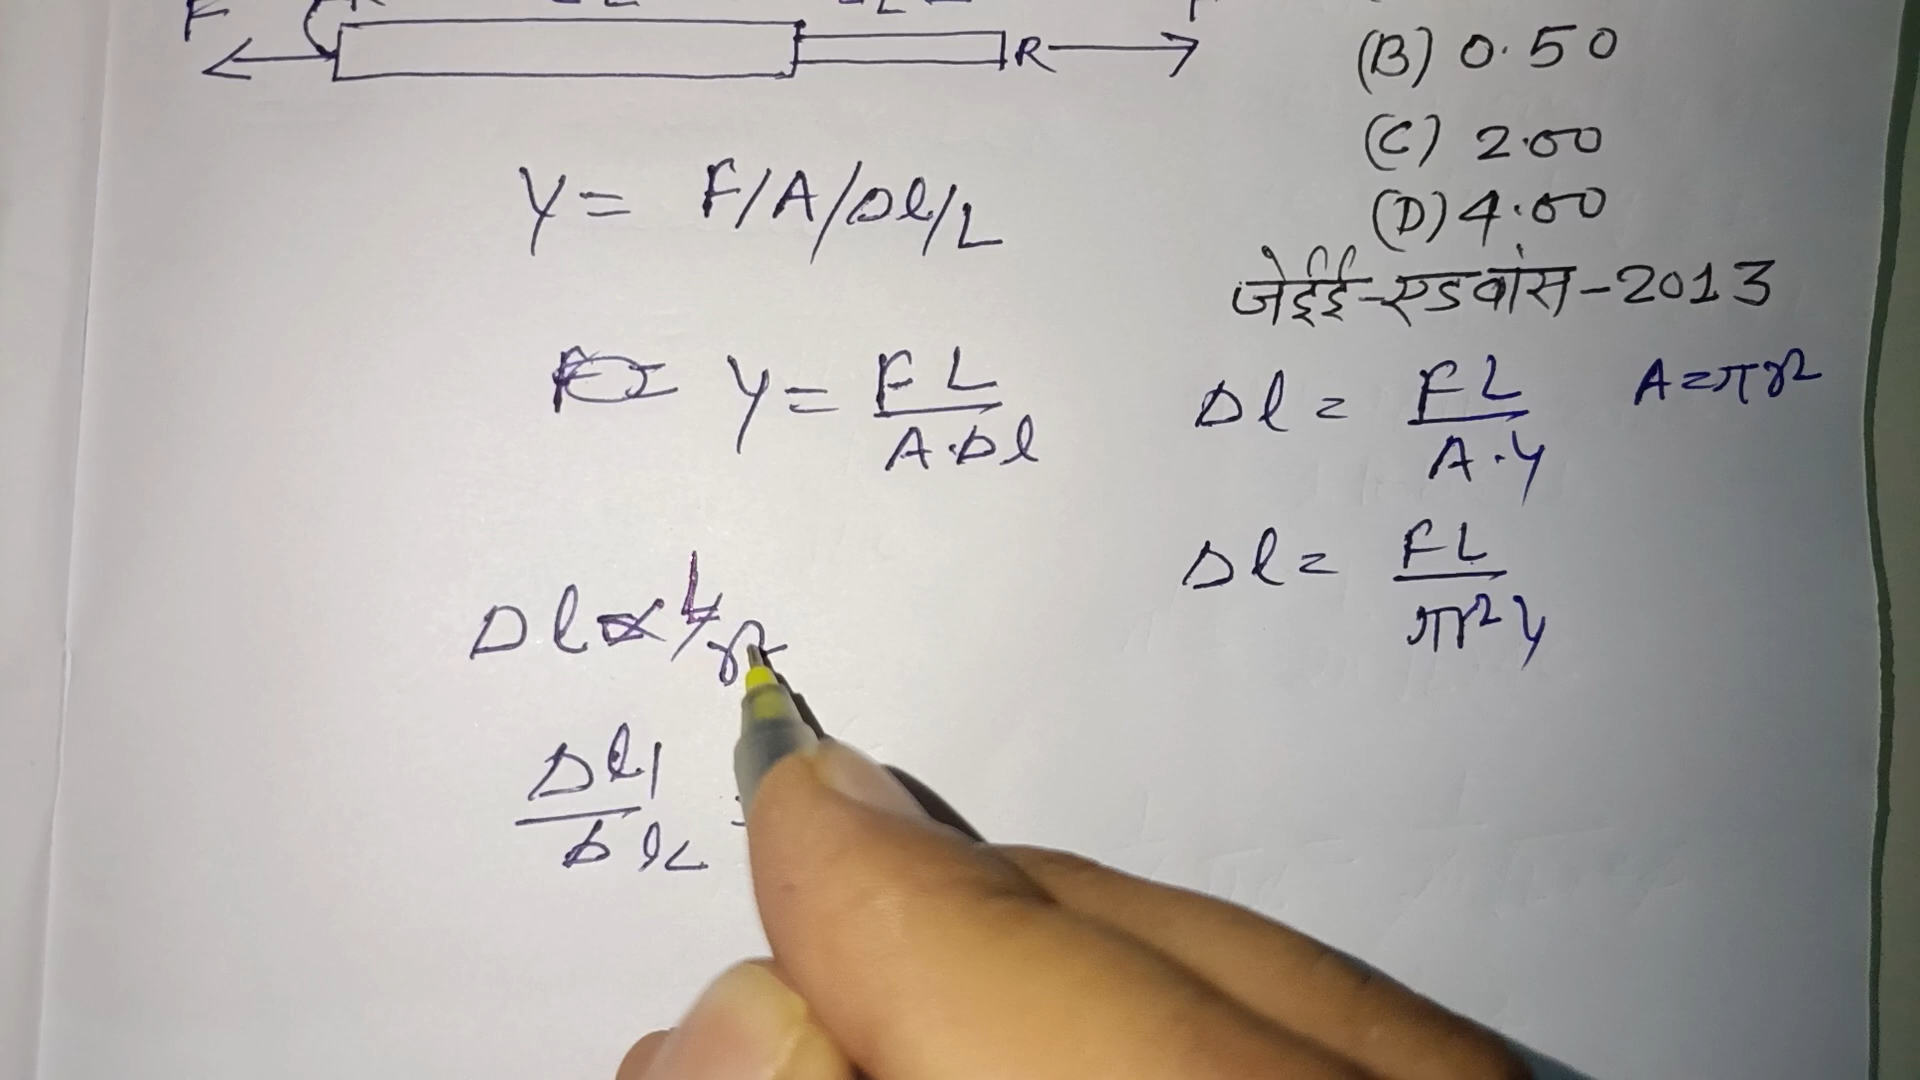 F R
(B) 0.50
(C) 2.00
(D) 4.00
जेईई-एडवांस-2013
Y = F/A/Δl/L
Y = FL/A.Δl
Δl = FL/A.Y A=πr²
Δl = FL/πr²Y
Δl ∝ L/r²
Δl1/Δl2